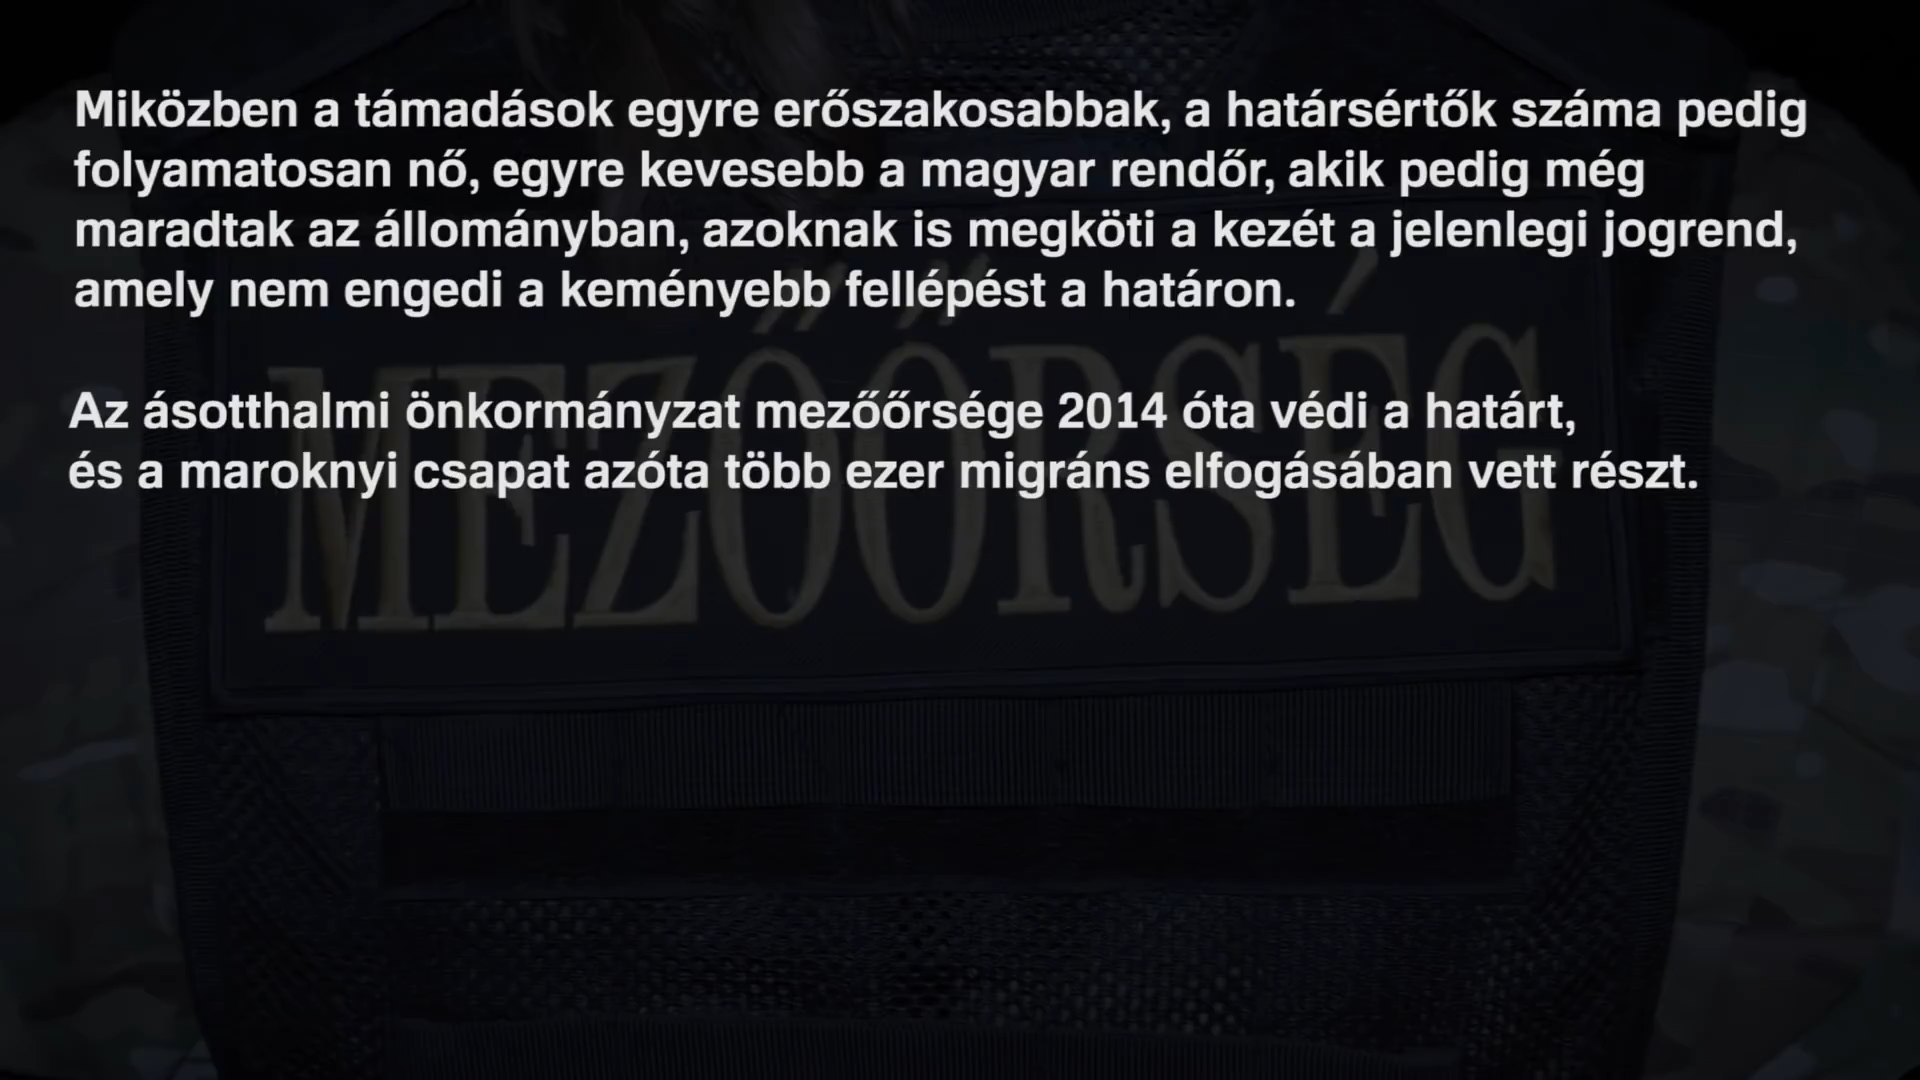 Miközben a támadások egyre erőszakosabbak, a határsértők száma pedig
folyamatosan nő, egyre kevesebb a magyar rendőr, akik pedig még
maradtak az állományban, azoknak is megköti a kezét a jelenlegi jogrend,
amely nem engedi a keményebb fellépést a határon.
Az ásotthalmi önkormányzat mezőőrsége 2014 óta védi a határt,
és a maroknyi csapat azóta több ezer migráns elfogásában vett részt.
MEZŐŐRSÉG